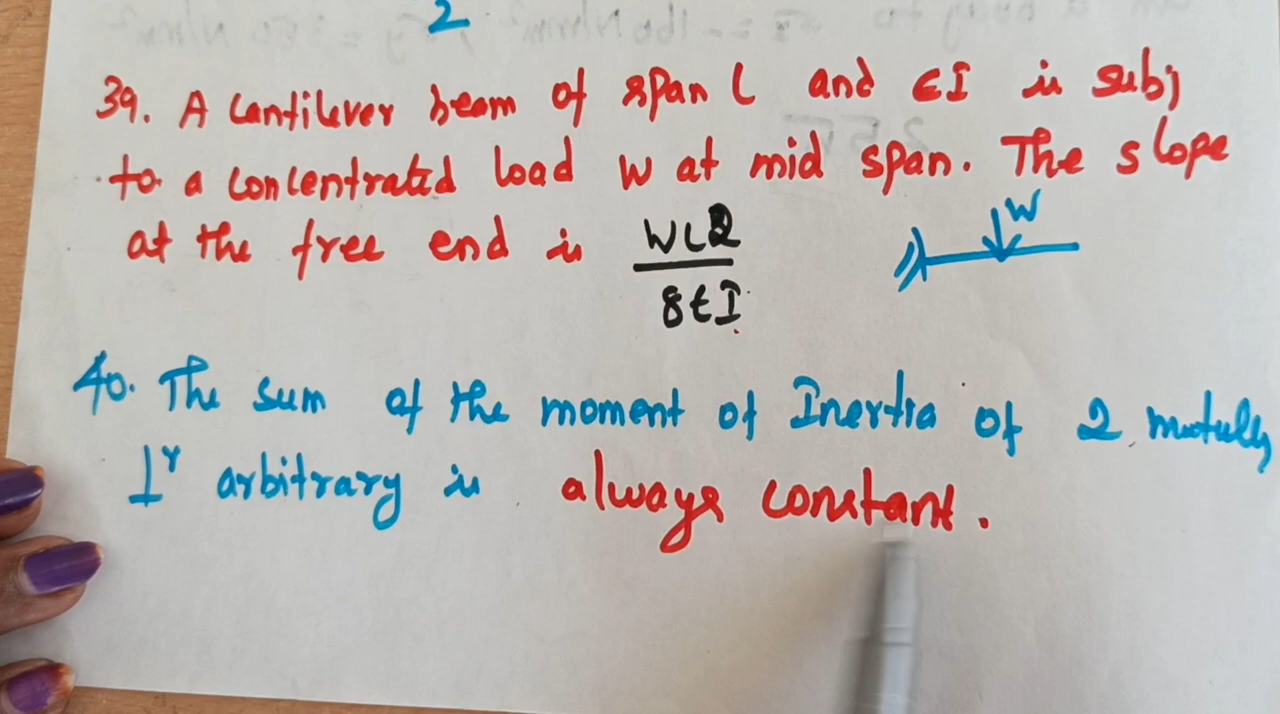 2
39. A Cantilever beam of span l and EI is subj
to a concentrated load W at mid span. The slope
at the free end is WL2
8EI
W
40. The sum of the moment of Inertia of 2 mutully
⊥r arbitrary is always constant.